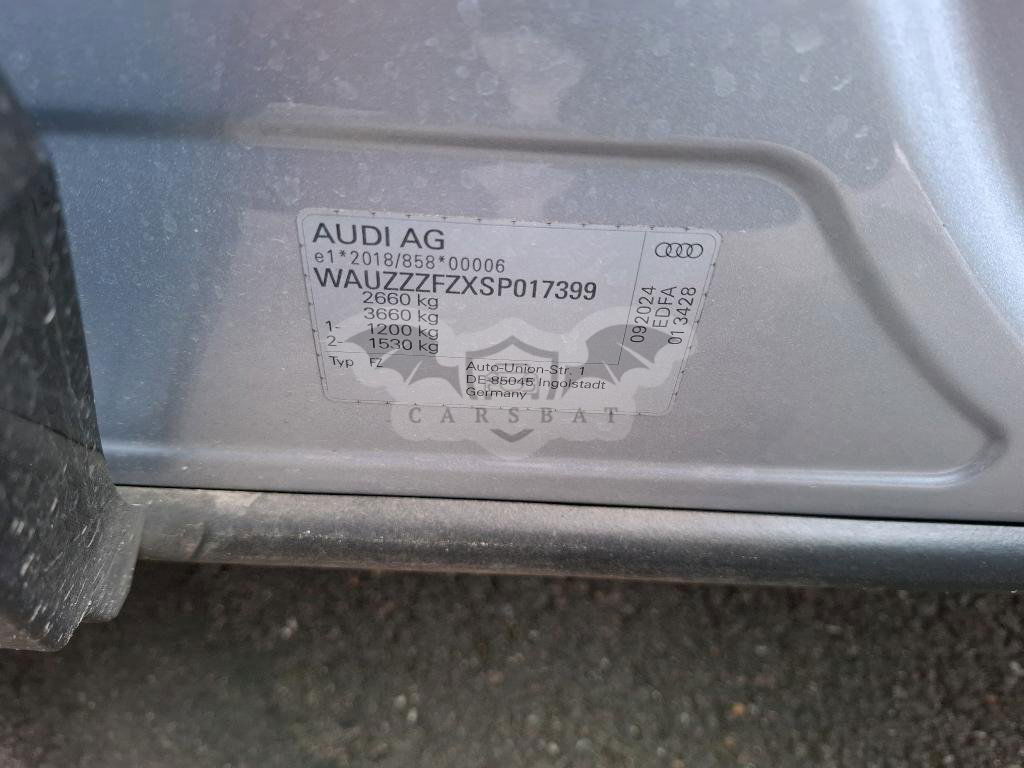 AUDI AG
e1*2018/858*00006
WAUZZZFZXSP017399
2660 kg
3660 kg
1- 1200 kg
2- 1530 kg
Typ FZ
Auto-Union-Str. 1
DE-85045 Ingolstadt
Germany
092024
EDFA
013428
CARSBAT